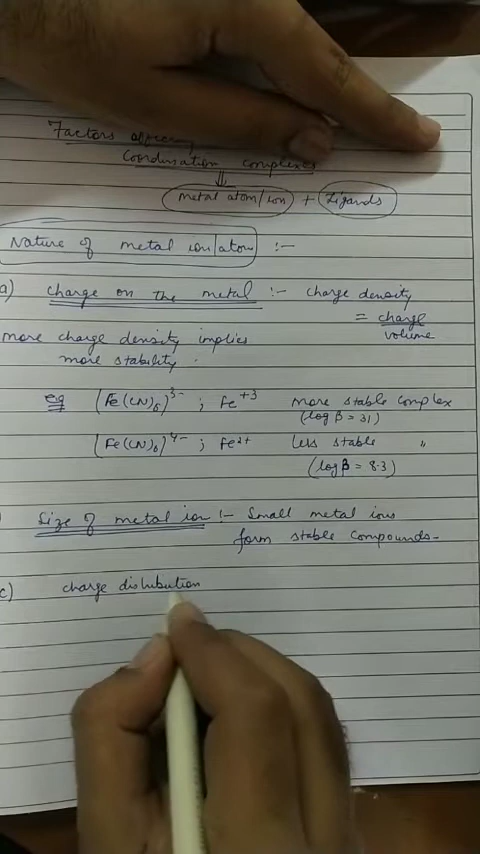 Factors affecting
Coordination complexes
⇓
metal atom/ion + Ligands
Nature of metal ion/atom :-
a) charge on the metal :- charge density
= charge
volume
more charge density implies
more stability.
eg [Fe(CN)6]3- ; Fe+3 more stable complex
(log β = 31)
[Fe(CN)6]4- ; Fe2+ less stable "
(log β = 8.3)
Size of metal ion :- Small metal ions
form stable compounds-
c) charge distribution